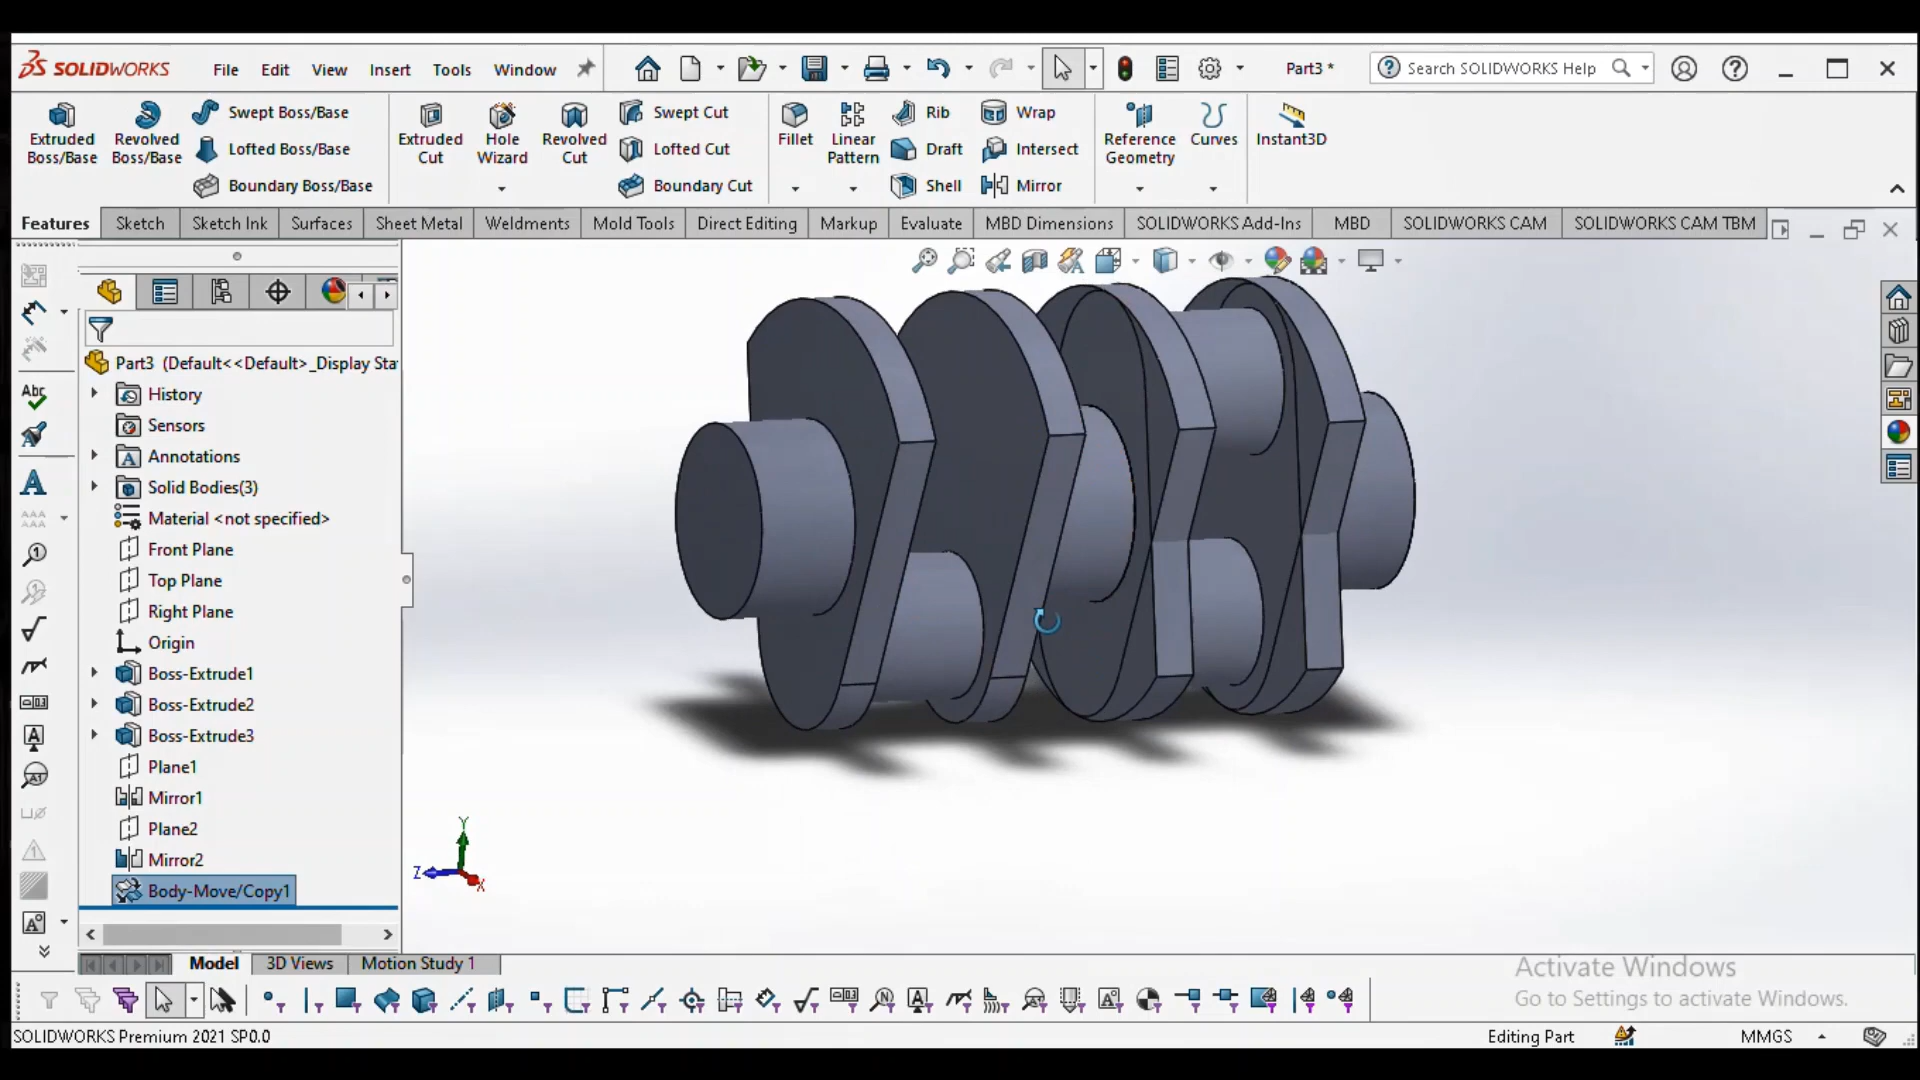 SOLIDWORKS File Edit View Insert Tools Window Part3 * Search SOLIDWORKS Help
Extruded Boss/Base
Revolved Boss/Base
Swept Boss/Base
Lofted Boss/Base
Boundary Boss/Base
Extruded Cut
Hole Wizard
Revolved Cut
Swept Cut
Lofted Cut
Boundary Cut
Fillet
Linear Pattern
Rib
Draft
Shell
Wrap
Intersect
Mirror
Reference Geometry
Curves
Instant3D
Features Sketch Sketch Ink Surfaces Sheet Metal Weldments Mold Tools Direct Editing Markup Evaluate MBD Dimensions SOLIDWORKS Add-Ins MBD SOLIDWORKS CAM SOLIDWORKS CAM TBM
Part3 (Default<<Default>_Display Sta
History
Sensors
Annotations
Solid Bodies(3)
Material <not specified>
Front Plane
Top Plane
Right Plane
Origin
Boss-Extrude1
Boss-Extrude2
Boss-Extrude3
Plane1
Mirror1
Plane2
Mirror2
Body-Move/Copy1
Y
Z
X
Model 3D Views Motion Study 1
Activate Windows
Go to Settings to activate Windows.
SOLIDWORKS Premium 2021 SP0.0 Editing Part MMGS